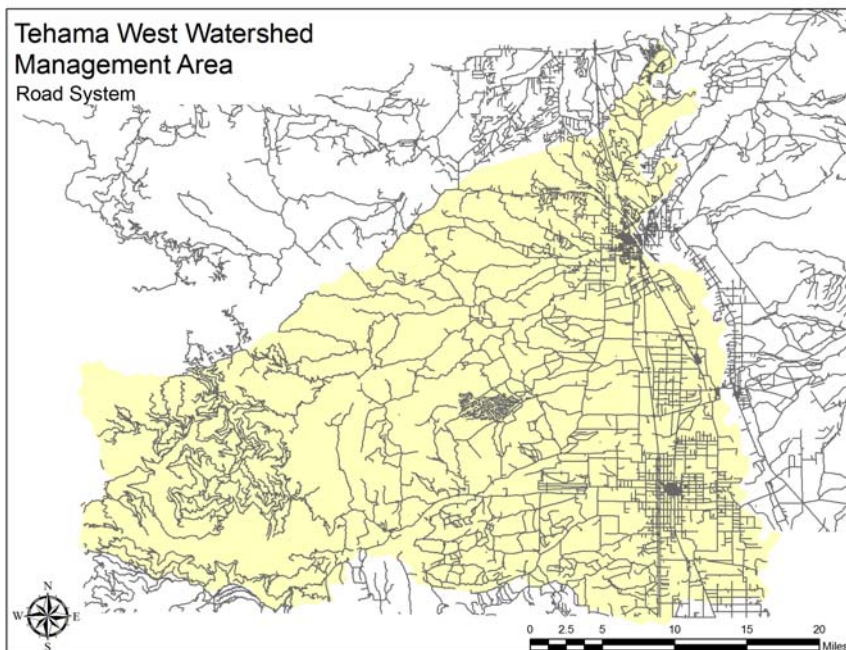 Tehama West Watershed
Management Area
Road System
N
W E
S
0 2.5 5 10 15 20
Miles